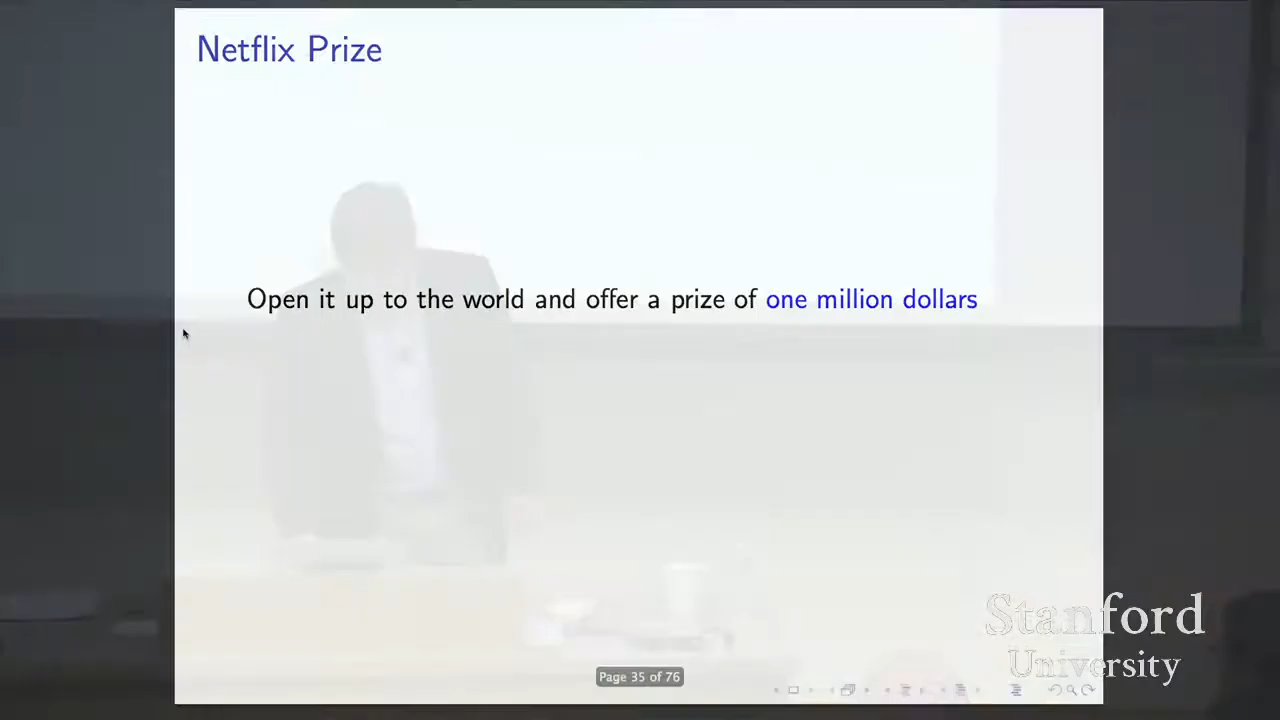 Netflix Prize
Open it up to the world and offer a prize of one million dollars
Page 35 of 76
Stanford
University